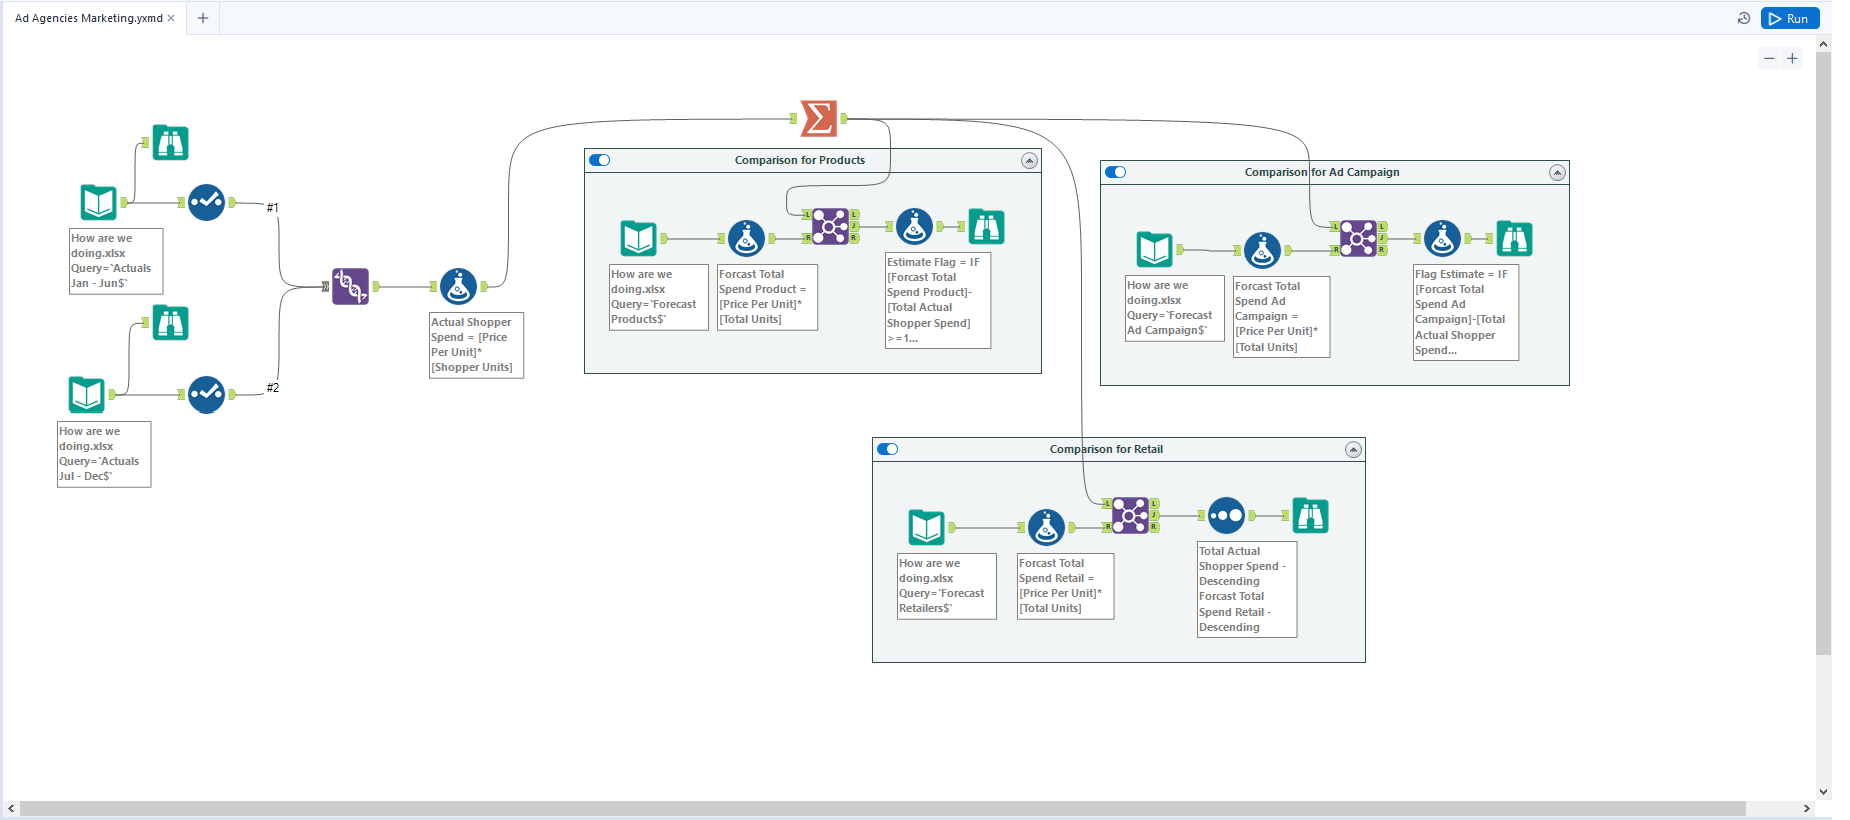 Ad Agencies Marketing.yxmd
Run
#1
How are we
doing.xlsx
Query=`Actuals
Jan - Jun$`
#2
How are we
doing.xlsx
Query=`Actuals
Jul - Dec$`
Actual Shopper
Spend = [Price
Per Unit]*
[Shopper Units]
Comparison for Products
L
R
L
J
R
How are we
doing.xlsx
Query=`Forecast
Products$`
Forcast Total
Spend Product =
[Price Per Unit]*
[Total Units]
Estimate Flag = IF
[Forcast Total
Spend Product]-
[Total Actual
Shopper Spend]
>=1...
Comparison for Ad Campaign
L
R
L
J
R
How are we
doing.xlsx
Query=`Forecast
Ad Campaign$`
Forcast Total
Spend Ad
Campaign =
[Price Per Unit]*
[Total Units]
Flag Estimate = IF
[Forcast Total
Spend Ad
Campaign]-[Total
Actual Shopper
Spend...
Comparison for Retail
L
R
L
J
R
How are we
doing.xlsx
Query=`Forecast
Retailers$`
Forcast Total
Spend Retail =
[Price Per Unit]*
[Total Units]
Total Actual
Shopper Spend -
Descending
Forcast Total
Spend Retail -
Descending